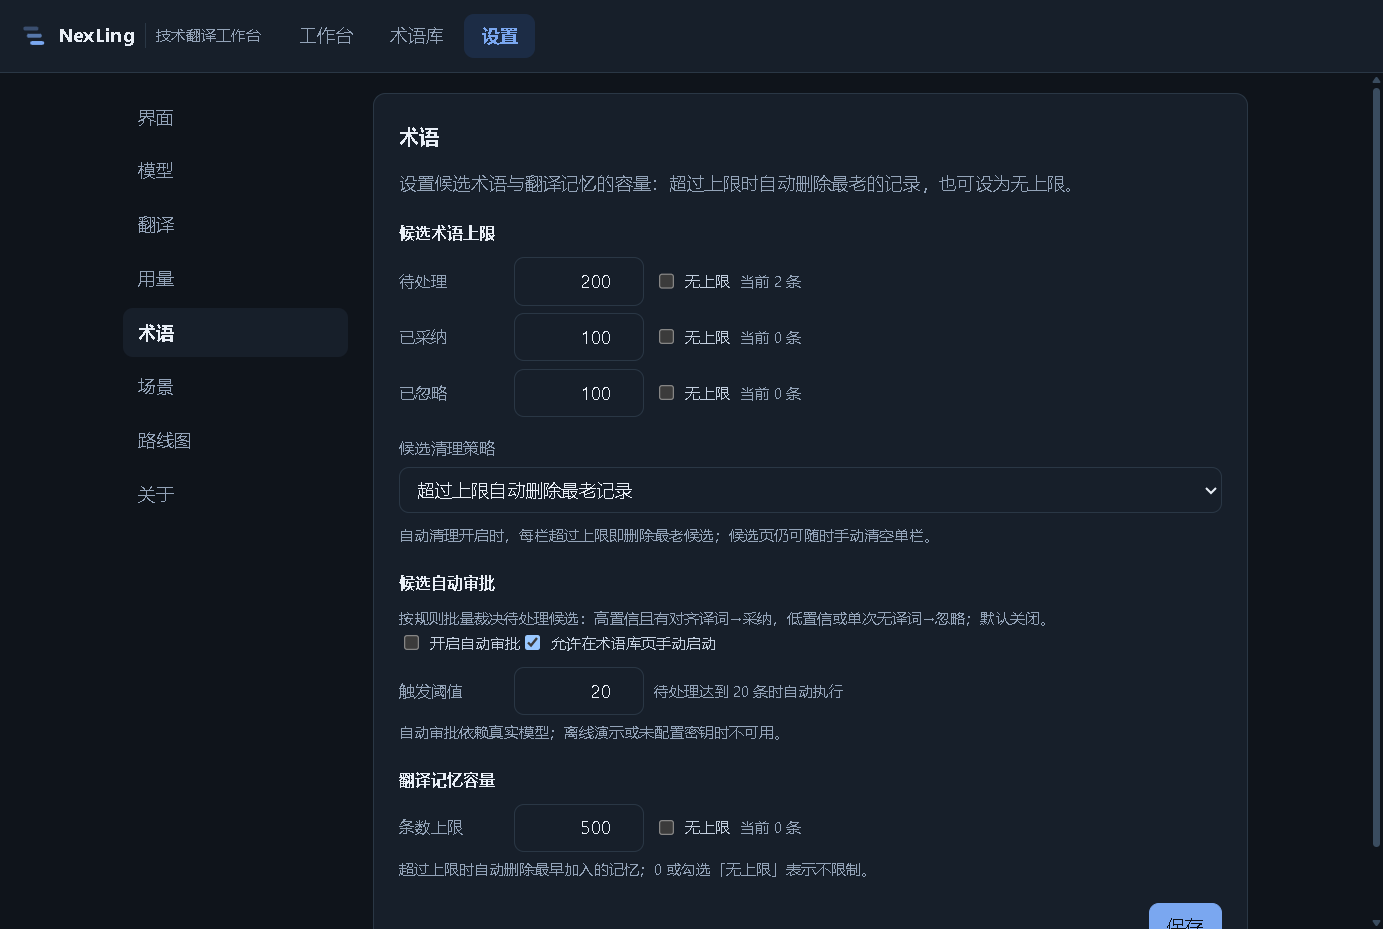 NexLing 技术翻译工作台 工作台 术语库 设置
界面
模型
翻译
用量
术语
场景
路线图
关于
术语
设置候选术语与翻译记忆的容量：超过上限时自动删除最老的记录，也可设为无上限。
候选术语上限
待处理 200 无上限 当前 2 条
已采纳 100 无上限 当前 0 条
已忽略 100 无上限 当前 0 条
候选清理策略
超过上限自动删除最老记录
自动清理开启时，每栏超过上限即删除最老候选；候选页仍可随时手动清空单栏。
候选自动审批
按规则批量裁决待处理候选：高置信且有对齐译词→采纳，低置信或单次无译词→忽略；默认关闭。
开启自动审批 允许在术语库页手动启动
触发阈值 20 待处理达到 20 条时自动执行
自动审批依赖真实模型；离线演示或未配置密钥时不可用。
翻译记忆容量
条数上限 500 无上限 当前 0 条
超过上限时自动删除最早加入的记忆；0 或勾选「无上限」表示不限制。
保存